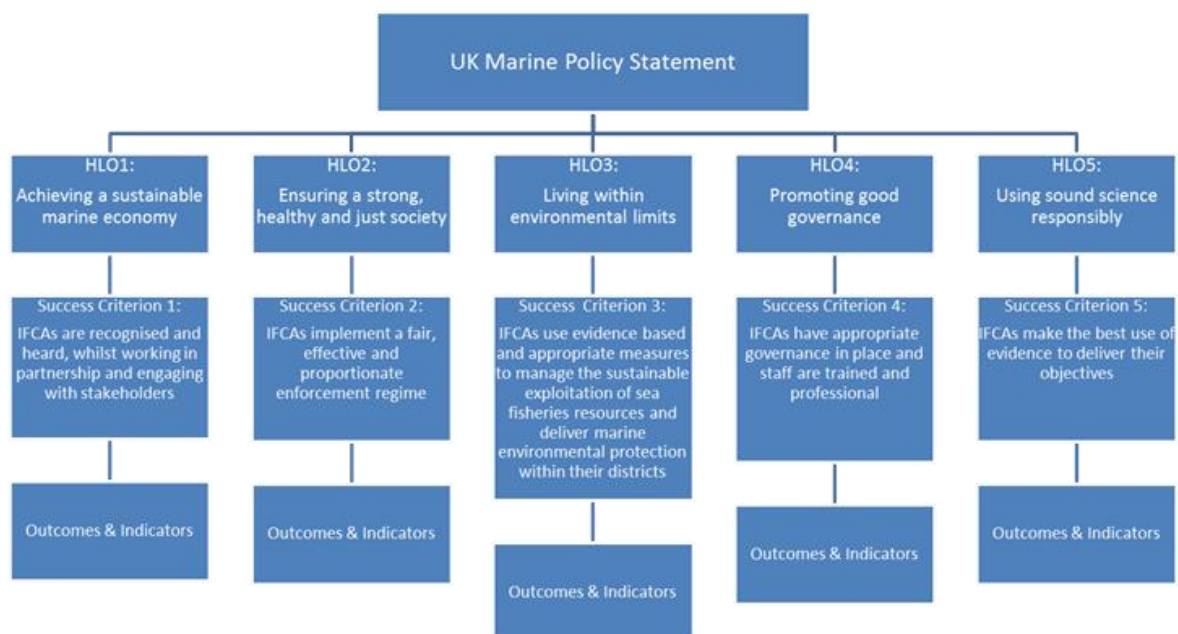 UK Marine Policy Statement
HLO1:
Achieving a sustainable
marine economy
HLO2:
Ensuring a strong,
healthy and just society
HLO3:
Living within
environmental limits
HLO4:
Promoting good
governance
HLO5:
Using sound science
responsibly
Success Criterion 1:
IFCAs are recognised and
heard, whilst working in
partnership and engaging
with stakeholders
Success Criterion 2:
IFCAs implement a fair,
effective and
proportionate
enforcement regime
Success Criterion 3:
IFCAs use evidence based
and appropriate measures
to manage the sustainable
exploitation of sea
fisheries resources and
deliver marine
environmental protection
within their districts
Success Criterion 4:
IFCAs have appropriate
governance in place and
staff are trained and
professional
Success Criterion 5:
IFCAs make the best use of
evidence to deliver their
objectives
Outcomes & Indicators
Outcomes & Indicators
Outcomes & Indicators
Outcomes & Indicators
Outcomes & Indicators